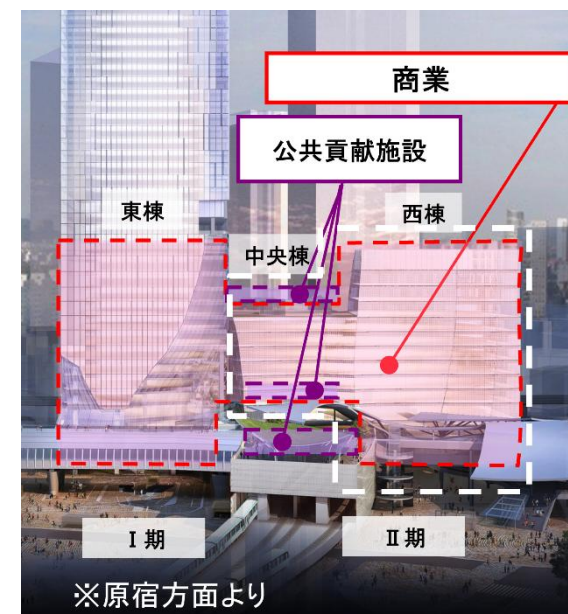 商業
公共貢献施設
東棟
西棟
中央棟
Ⅰ期
Ⅱ期
※原宿方面より